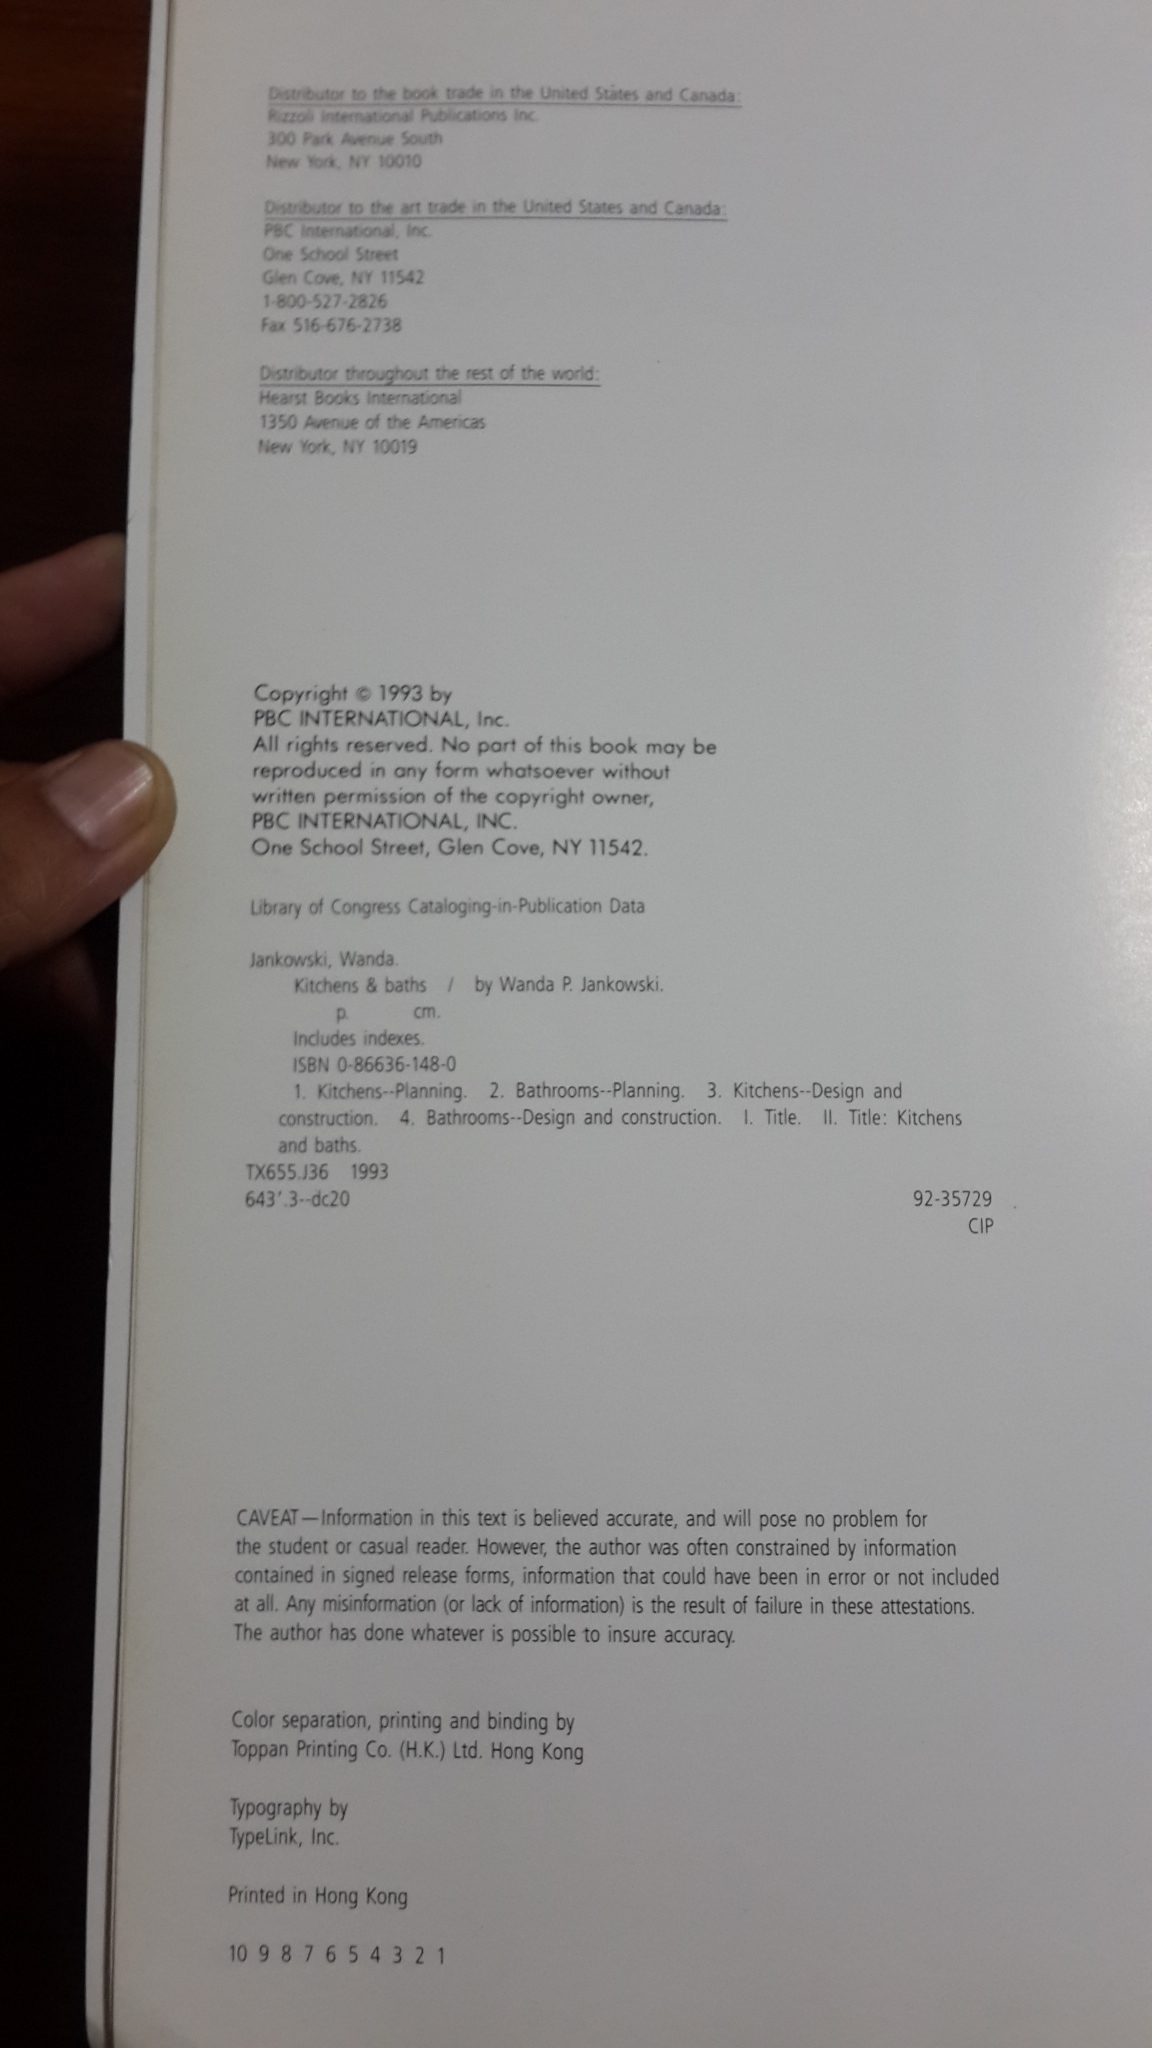 Distributor to the book trade in the United States and Canada:
Rizzoli International Publications Inc.
300 Park Avenue South
New York, NY 10010
Distributor to the art trade in the United States and Canada:
PBC International, Inc.
One School Street
Glen Cove, NY 11542
1-800-527-2826
Fax 516-676-2738
Distributor throughout the rest of the world:
Hearst Books International
1350 Avenue of the Americas
New York, NY 10019
Copyright © 1993 by
PBC INTERNATIONAL, Inc.
All rights reserved. No part of this book may be
reproduced in any form whatsoever without
written permission of the copyright owner,
PBC INTERNATIONAL, INC.
One School Street, Glen Cove, NY 11542.
Library of Congress Cataloging-in-Publication Data
Jankowski, Wanda.
Kitchens & baths / by Wanda P. Jankowski.
p. cm.
Includes indexes.
ISBN 0-86636-148-0
1. Kitchens--Planning. 2. Bathrooms--Planning. 3. Kitchens--Design and
construction. 4. Bathrooms--Design and construction. I. Title. II. Title: Kitchens
and baths.
TX655.J36 1993
643'.3--dc20 92-35729
CIP
CAVEAT—Information in this text is believed accurate, and will pose no problem for
the student or casual reader. However, the author was often constrained by information
contained in signed release forms, information that could have been in error or not included
at all. Any misinformation (or lack of information) is the result of failure in these attestations.
The author has done whatever is possible to insure accuracy.
Color separation, printing and binding by
Toppan Printing Co. (H.K.) Ltd. Hong Kong
Typography by
TypeLink, Inc.
Printed in Hong Kong
10 9 8 7 6 5 4 3 2 1